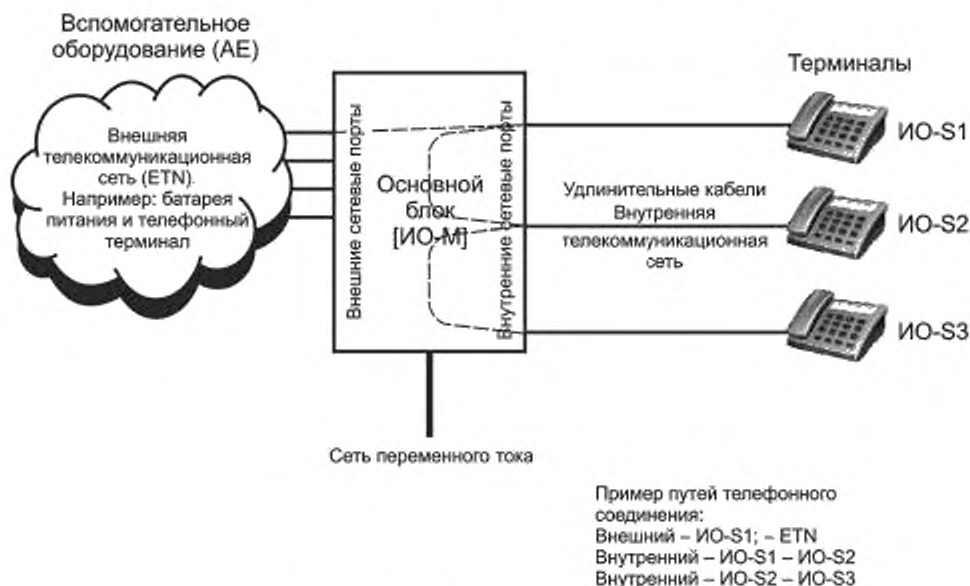 Вспомогательное
оборудование (АЕ)
Терминалы
Внешняя
телекоммуникационная
сеть (ETN).
Например: батарея
питания и телефонный
терминал
Внешние сетевые порты
Основной
блок
[ИО-М]
Внутренние сетевые порты
ИО-S1
Удлинительные кабели
Внутренняя
телекоммуникационная
сеть
ИО-S2
ИО-S3
Сеть переменного тока
Пример путей телефонного
соединения:
Внешний – ИО-S1; – ETN
Внутренний – ИО-S1 – ИО-S2
Внутренний – ИО-S2 – ИО-S3